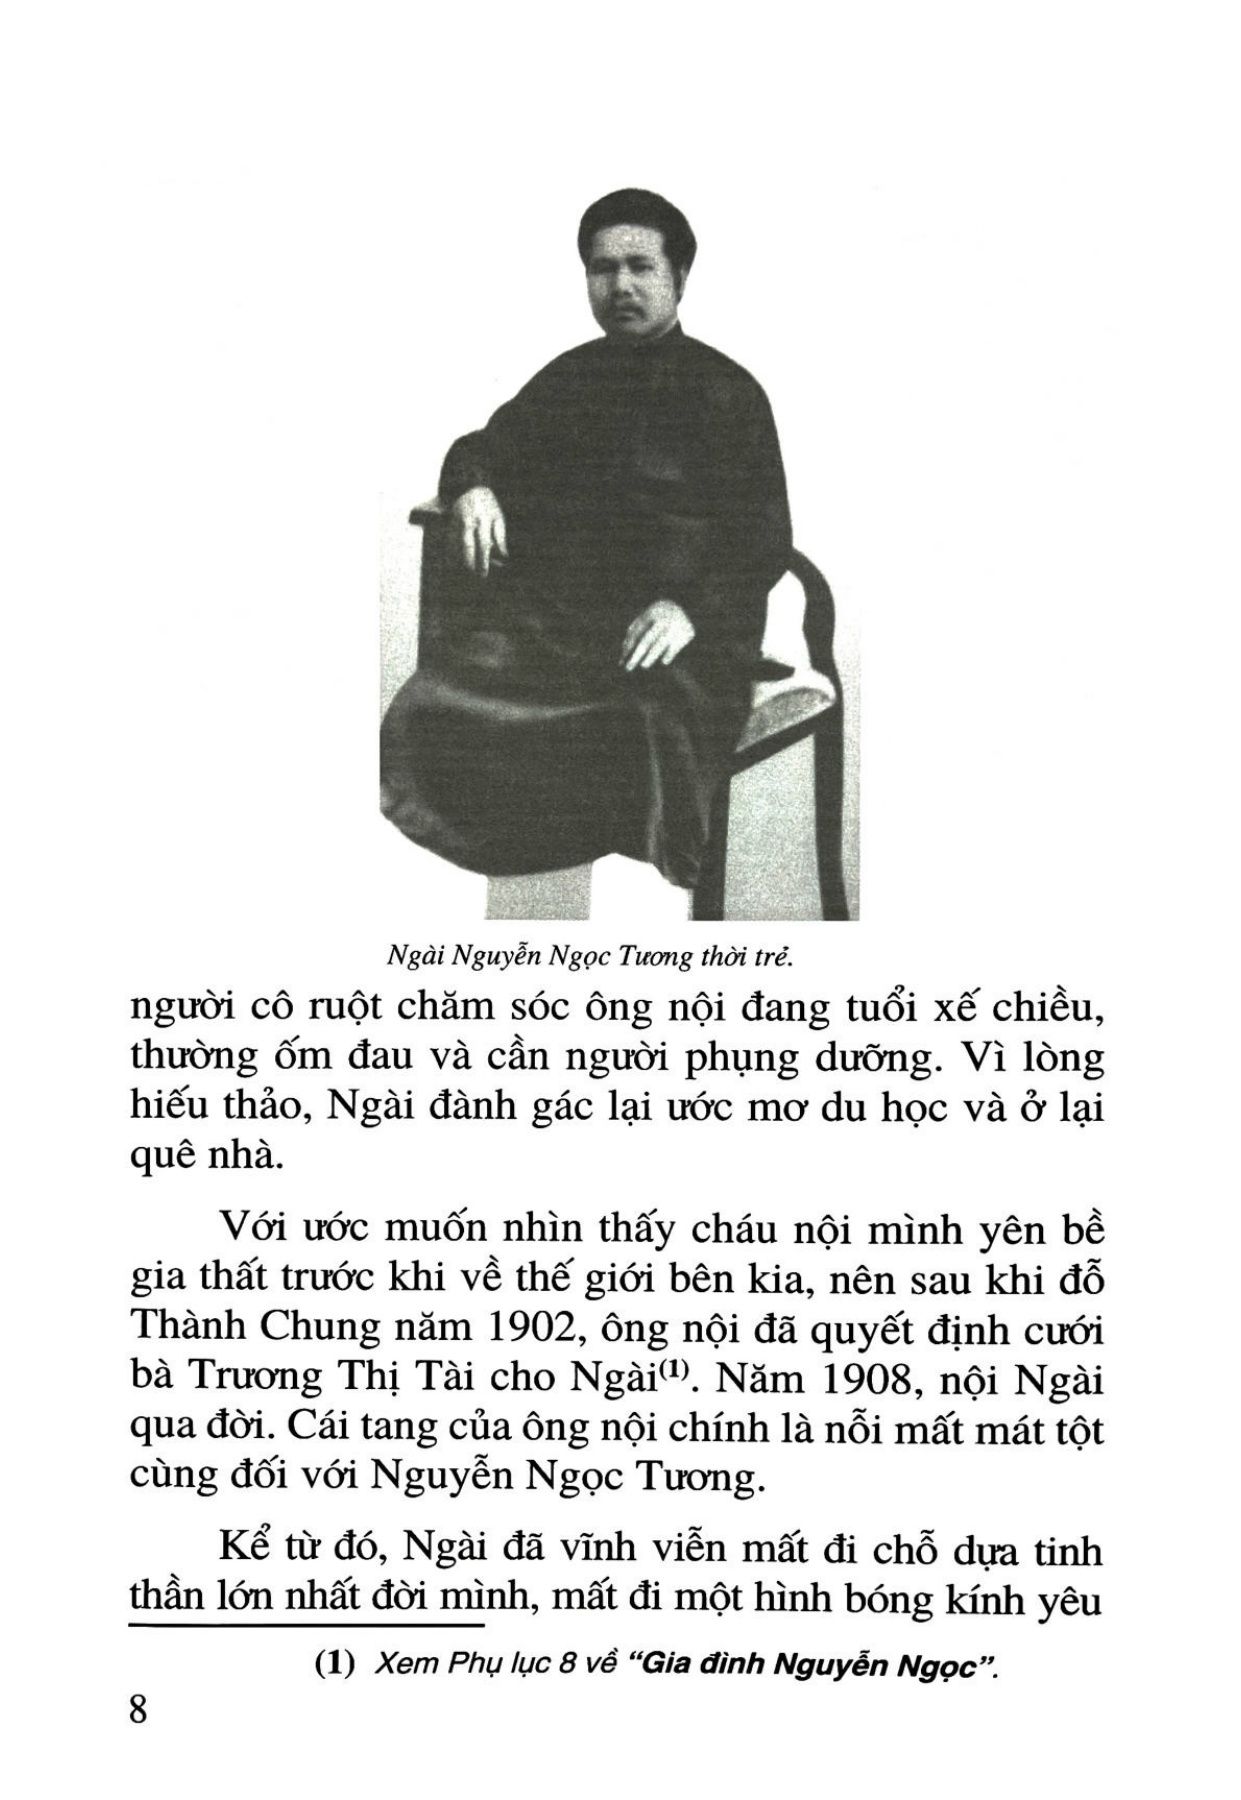 Ngài Nguyễn Ngọc Tương thời trẻ.
người cô ruột chăm sóc ông nội đang tuổi xế chiều,
thường ốm đau và cần người phụng dưỡng. Vì lòng
hiếu thảo, Ngài đành gác lại ước mơ du học và ở lại
quê nhà.
Với ước muốn nhìn thấy cháu nội mình yên bề
gia thất trước khi về thế giới bên kia, nên sau khi đỗ
Thành Chung năm 1902, ông nội đã quyết định cưới
bà Trương Thị Tài cho Ngài(1). Năm 1908, nội Ngài
qua đời. Cái tang của ông nội chính là nỗi mất mát tột
cùng đối với Nguyễn Ngọc Tương.
Kể từ đó, Ngài đã vĩnh viễn mất đi chỗ dựa tinh
thần lớn nhất đời mình, mất đi một hình bóng kính yêu
(1) Xem Phụ lục 8 về “Gia đình Nguyễn Ngọc”.
8